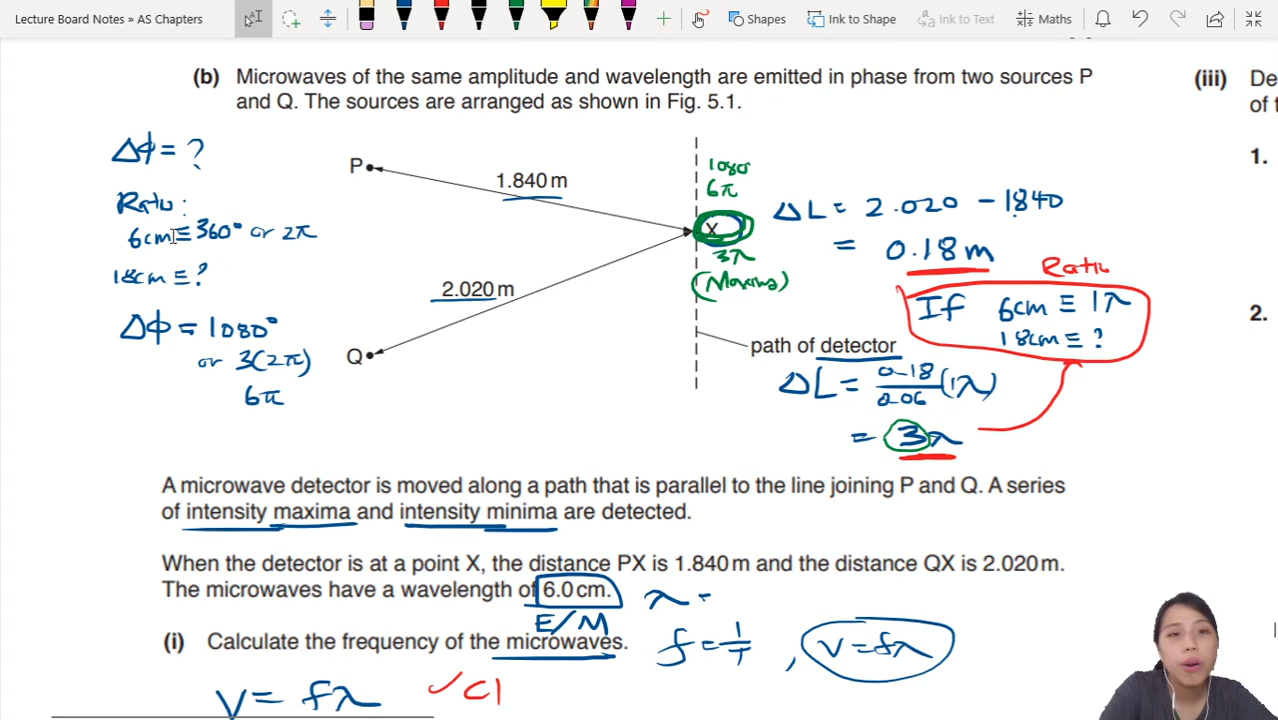 Lecture Board Notes » AS Chapters
Shapes
Ink to Shape
Ink to Text
Maths
(b) Microwaves of the same amplitude and wavelength are emitted in phase from two sources P
and Q. The sources are arranged as shown in Fig. 5.1.
(iii) De
of t
1.
2.
Δφ = ?
Ratio:
6cm ≡ 360° or 2π
18cm ≡ ?
Δφ = 1080°
or 3(2π)
6π
P
1.840 m
2.020 m
Q
1080
6π
X
3λ
(Maxima)
path of detector
ΔL = 2.020 - 1.840
= 0.18 m
Ratio
If 6cm ≡ 1λ
18cm ≡ ?
ΔL = 0.18/0.06 (1λ)
= 3λ
A microwave detector is moved along a path that is parallel to the line joining P and Q. A series
of intensity maxima and intensity minima are detected.
When the detector is at a point X, the distance PX is 1.840 m and the distance QX is 2.020 m.
The microwaves have a wavelength of 6.0 cm. λ =
E/M
(i) Calculate the frequency of the microwaves. f = 1/T , v = fλ
v = fλ ✓ C1